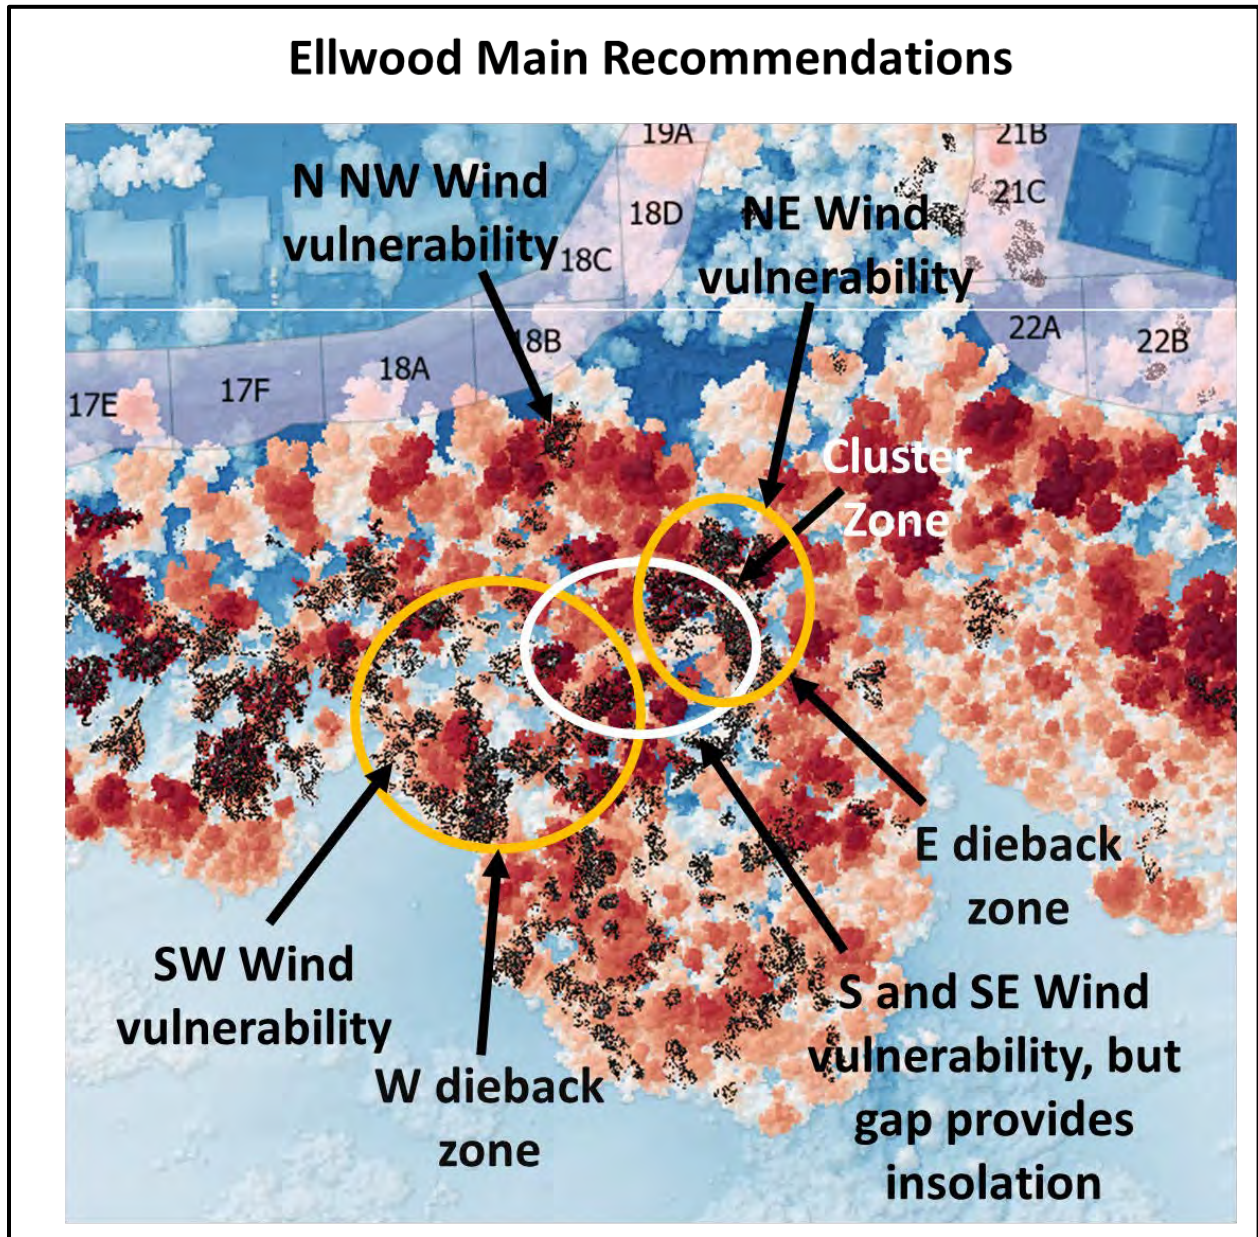 Ellwood Main Recommendations
19A
21B
N NW Wind
vulnerability
18D
21C
NE Wind
vulnerability
18C
18B
22A
22B
18A
17F
17E
Cluster
Zone
E dieback
zone
SW Wind
vulnerability
W dieback
zone
S and SE Wind
vulnerability, but
gap provides
insolation